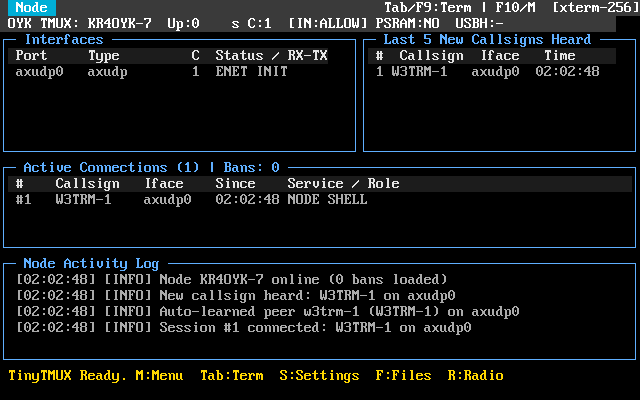 Node Tab/F9:Term | F10/M [xterm-256]
OYK TMUX: KR4OYK-7 Up:0 s C:1 [IN:ALLOW] PSRAM:NO USBH:-
Interfaces
Port Type C Status / RX-TX
axudp0 axudp 1 ENET INIT
Last 5 New Callsigns Heard
# Callsign Iface Time
1 W3TRM-1 axudp0 02:02:48
Active Connections (1) | Bans: 0
# Callsign Iface Since Service / Role
#1 W3TRM-1 axudp0 02:02:48 NODE SHELL
Node Activity Log
[02:02:48] [INFO] Node KR4OYK-7 online (0 bans loaded)
[02:02:48] [INFO] New callsign heard: W3TRM-1 on axudp0
[02:02:48] [INFO] Auto-learned peer w3trm-1 (W3TRM-1) on axudp0
[02:02:48] [INFO] Session #1 connected: W3TRM-1 on axudp0
TinyTMUX Ready. M:Menu Tab:Term S:Settings F:Files R:Radio